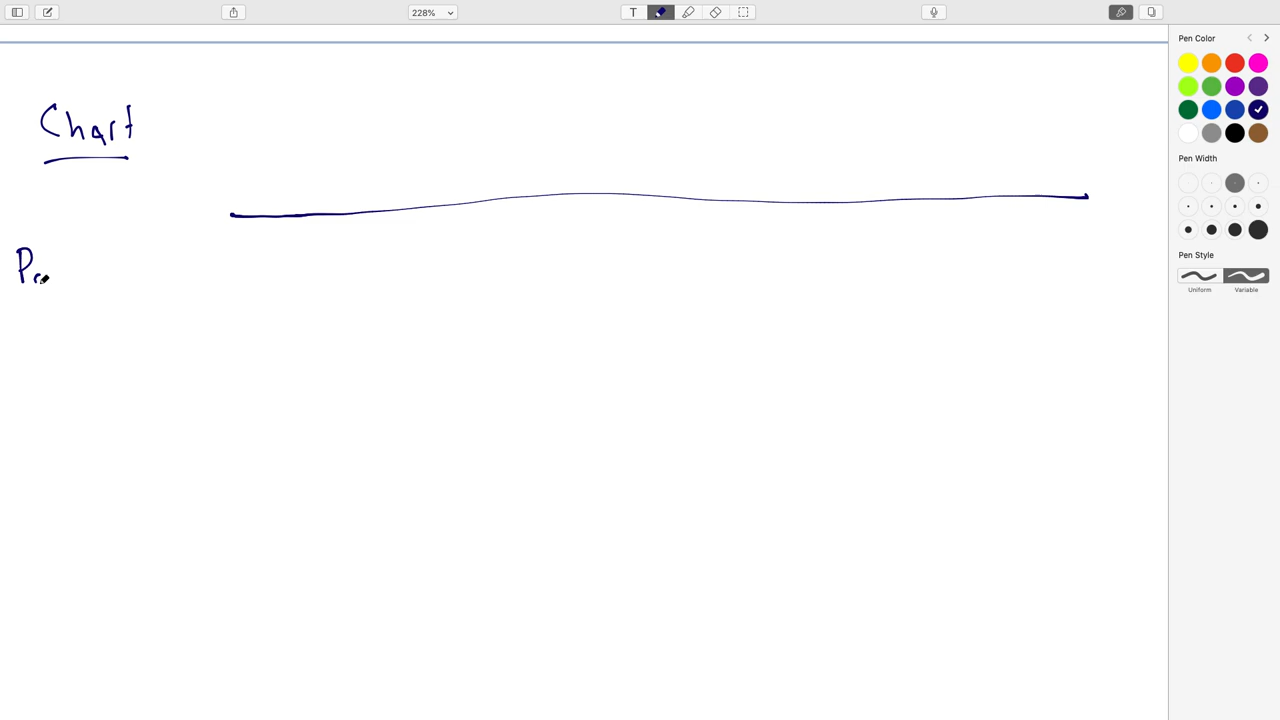 228%
T
Pen Color
Chart
Pen Width
Pen Style
Uniform Variable